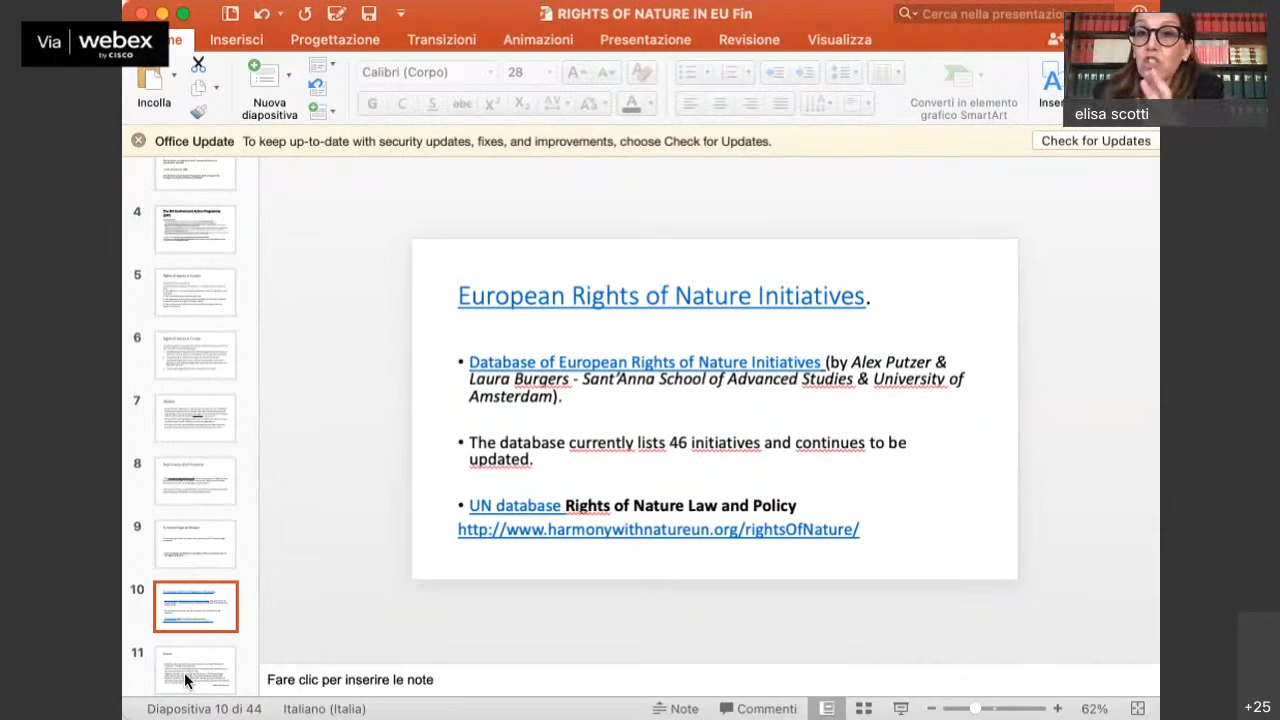 Via webex
by CISCO
RIGHTS OF NATURE IN EU Fin
Cerca nella presentazione
me Inserisci Progettazione Transizioni Animazioni Presentazione Revisione Visualizza
Calibri (Corpo) 28
Incolla
Nuova
diapositiva
G C abc
Converti in elemento
grafico SmartArt
elisa scotti
Office Update To keep up-to-date with security updates, fixes, and improvements, choose Check for Updates.
Check for Updates
4
5
6
7
8
9
10
11
European Rights of Nature Initiatives.
• Database of European Rights of Nature Initiatives (by Alex Putzer &
Laura Burgers - Sant'Anna School of Advanced Studies & University of
Amsterdam).
• The database currently lists 46 initiatives and continues to be
updated.
• UN database Rights of Nature Law and Policy
http://www.harmonywithnatureun.org/rightsOfNature/
Fare clic per inserire le note
Diapositiva 10 di 44 Italiano (Italia) Note Commenti 62%
+25